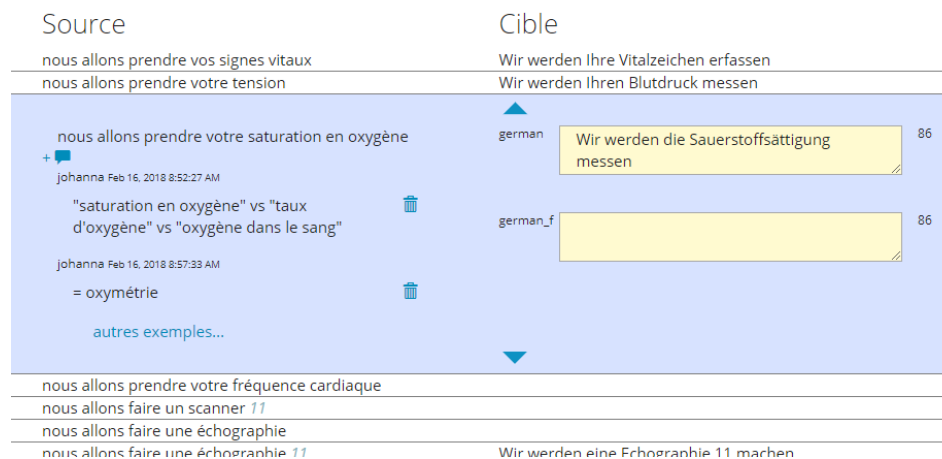 Source
Cible
nous allons prendre vos signes vitaux
Wir werden Ihre Vitalzeichen erfassen
nous allons prendre votre tension
Wir werden Ihren Blutdruck messen
nous allons prendre votre saturation en oxygène
+
johanna Feb 16, 2018 8:52:27 AM
"saturation en oxygène" vs "taux
d'oxygène" vs "oxygène dans le sang"
johanna Feb 16, 2018 8:57:33 AM
= oxymétrie
autres exemples...
german
Wir werden die Sauerstoffsättigung
messen
86
german_f
86
nous allons prendre votre fréquence cardiaque
nous allons faire un scanner 11
nous allons faire une échographie
nous allons faire une échographie 11
Wir werden eine Echographie 11 machen